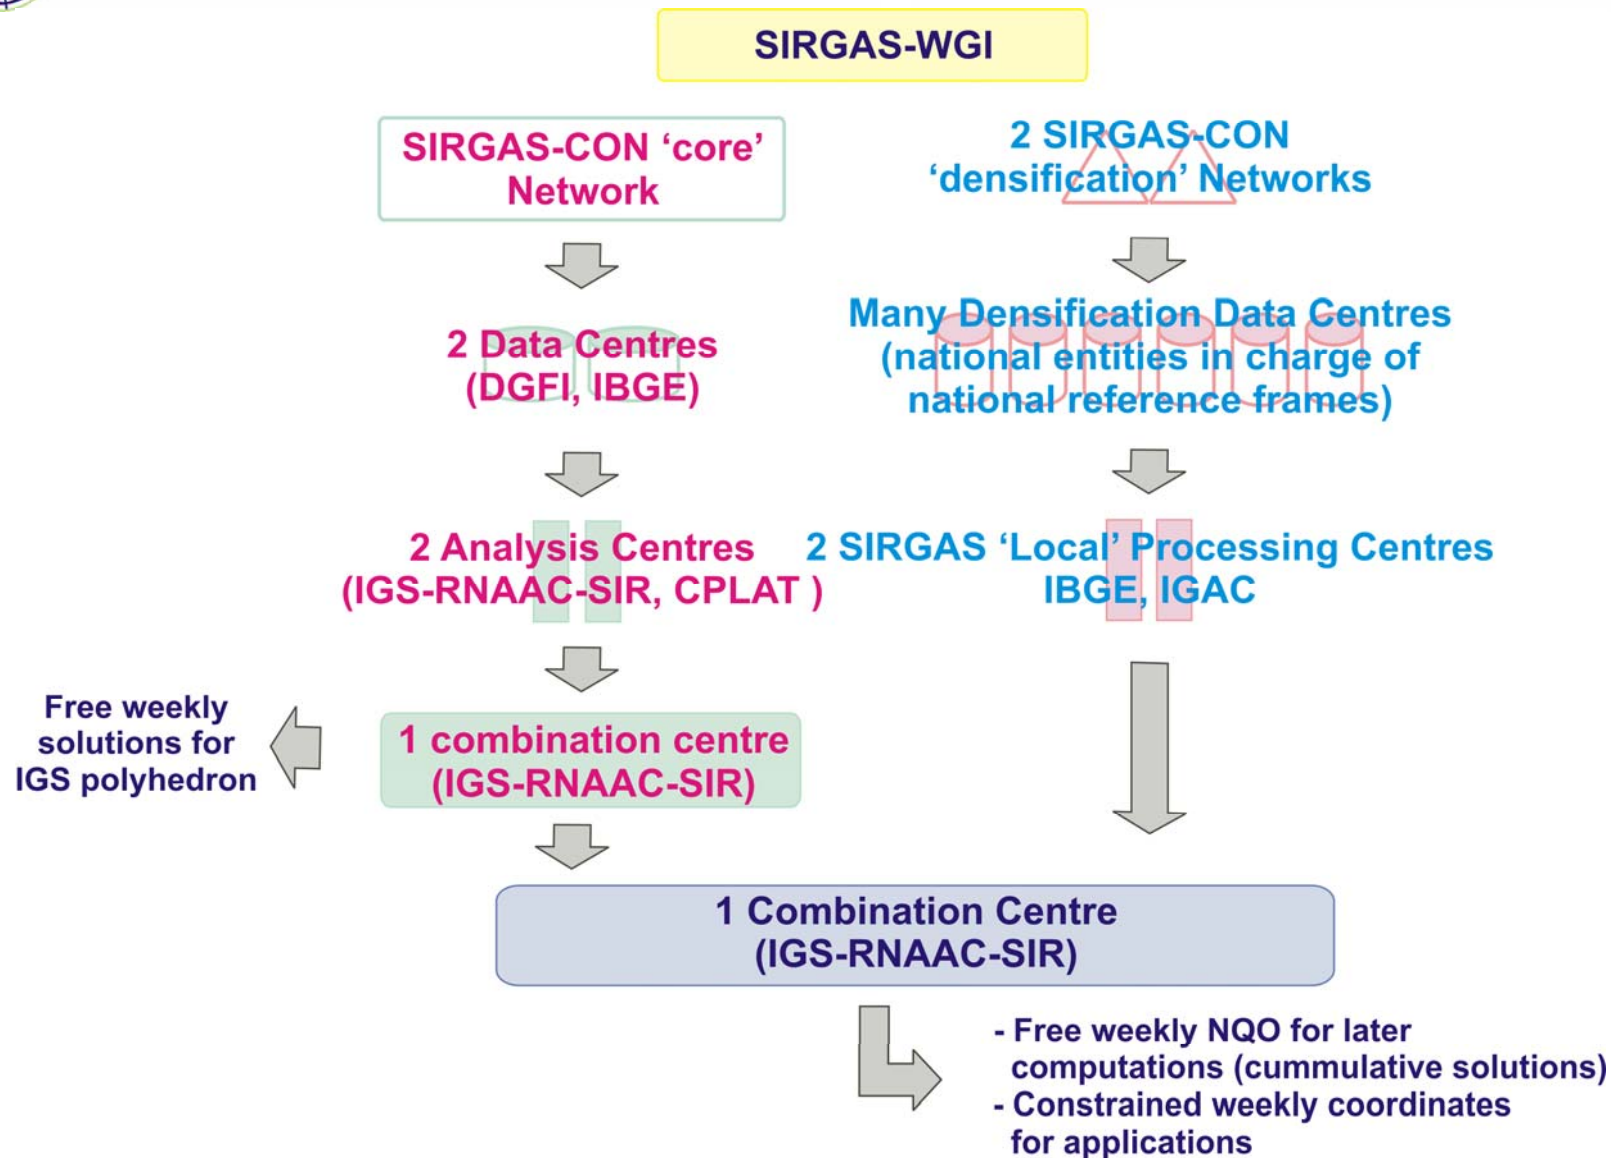 SIRGAS-WGI
SIRGAS-CON ‘core’
Network
2 SIRGAS-CON
‘densification’ Networks
2 Data Centres
(DGFI, IBGE)
Many Densification Data Centres
(national entities in charge of
national reference frames)
2 Analysis Centres
(IGS-RNAAC-SIR, CPLAT )
2 SIRGAS ‘Local’ Processing Centres
IBGE, IGAC
Free weekly
solutions for
IGS polyhedron
1 combination centre
(IGS-RNAAC-SIR)
1 Combination Centre
(IGS-RNAAC-SIR)
- Free weekly NQO for later
computations (cummulative solutions)
- Constrained weekly coordinates
for applications